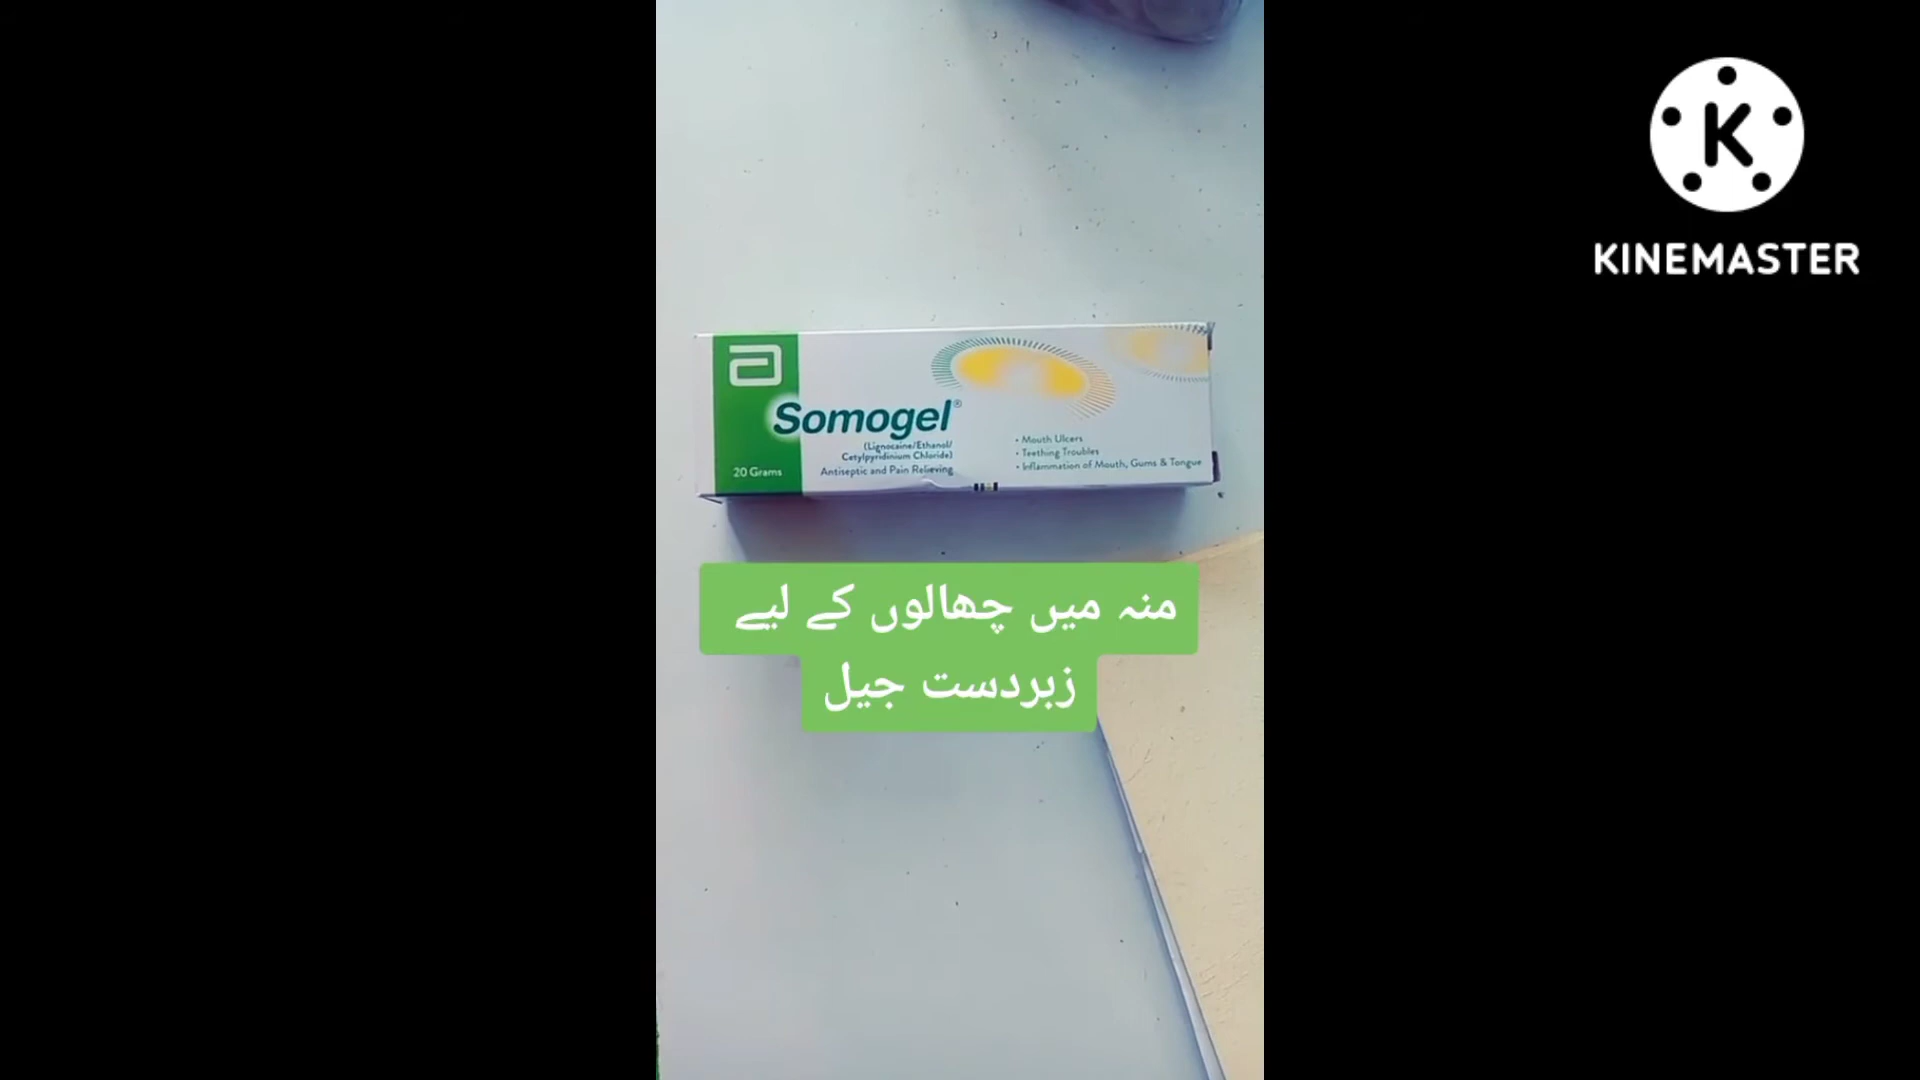 Somogel®
(Lignocaine/Ethanol/
Cetylpyridinium Chloride)
Antiseptic and Pain Relieving
20 Grams
• Mouth Ulcers
• Teething Troubles
• Inflammation of Mouth, Gums & Tongue
منہ میں چھالوں کے لیے
زبردست جیل
K
KINEMASTER